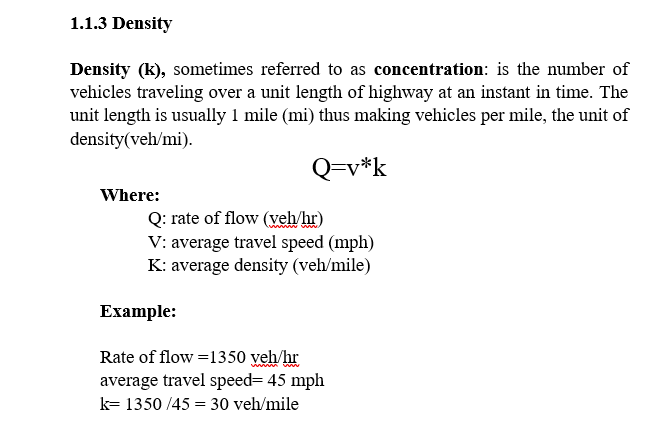 1.1.3 Density
Density (k), sometimes referred to as concentration: is the number of
vehicles traveling over a unit length of highway at an instant in time. The
unit length is usually 1 mile (mi) thus making vehicles per mile, the unit of
density(veh/mi).
Q=v*k
Where:
Q: rate of flow (veh/hr)
V: average travel speed (mph)
K: average density (veh/mile)
Example:
Rate of flow =1350 veh/hr
average travel speed= 45 mph
k= 1350 /45 = 30 veh/mile